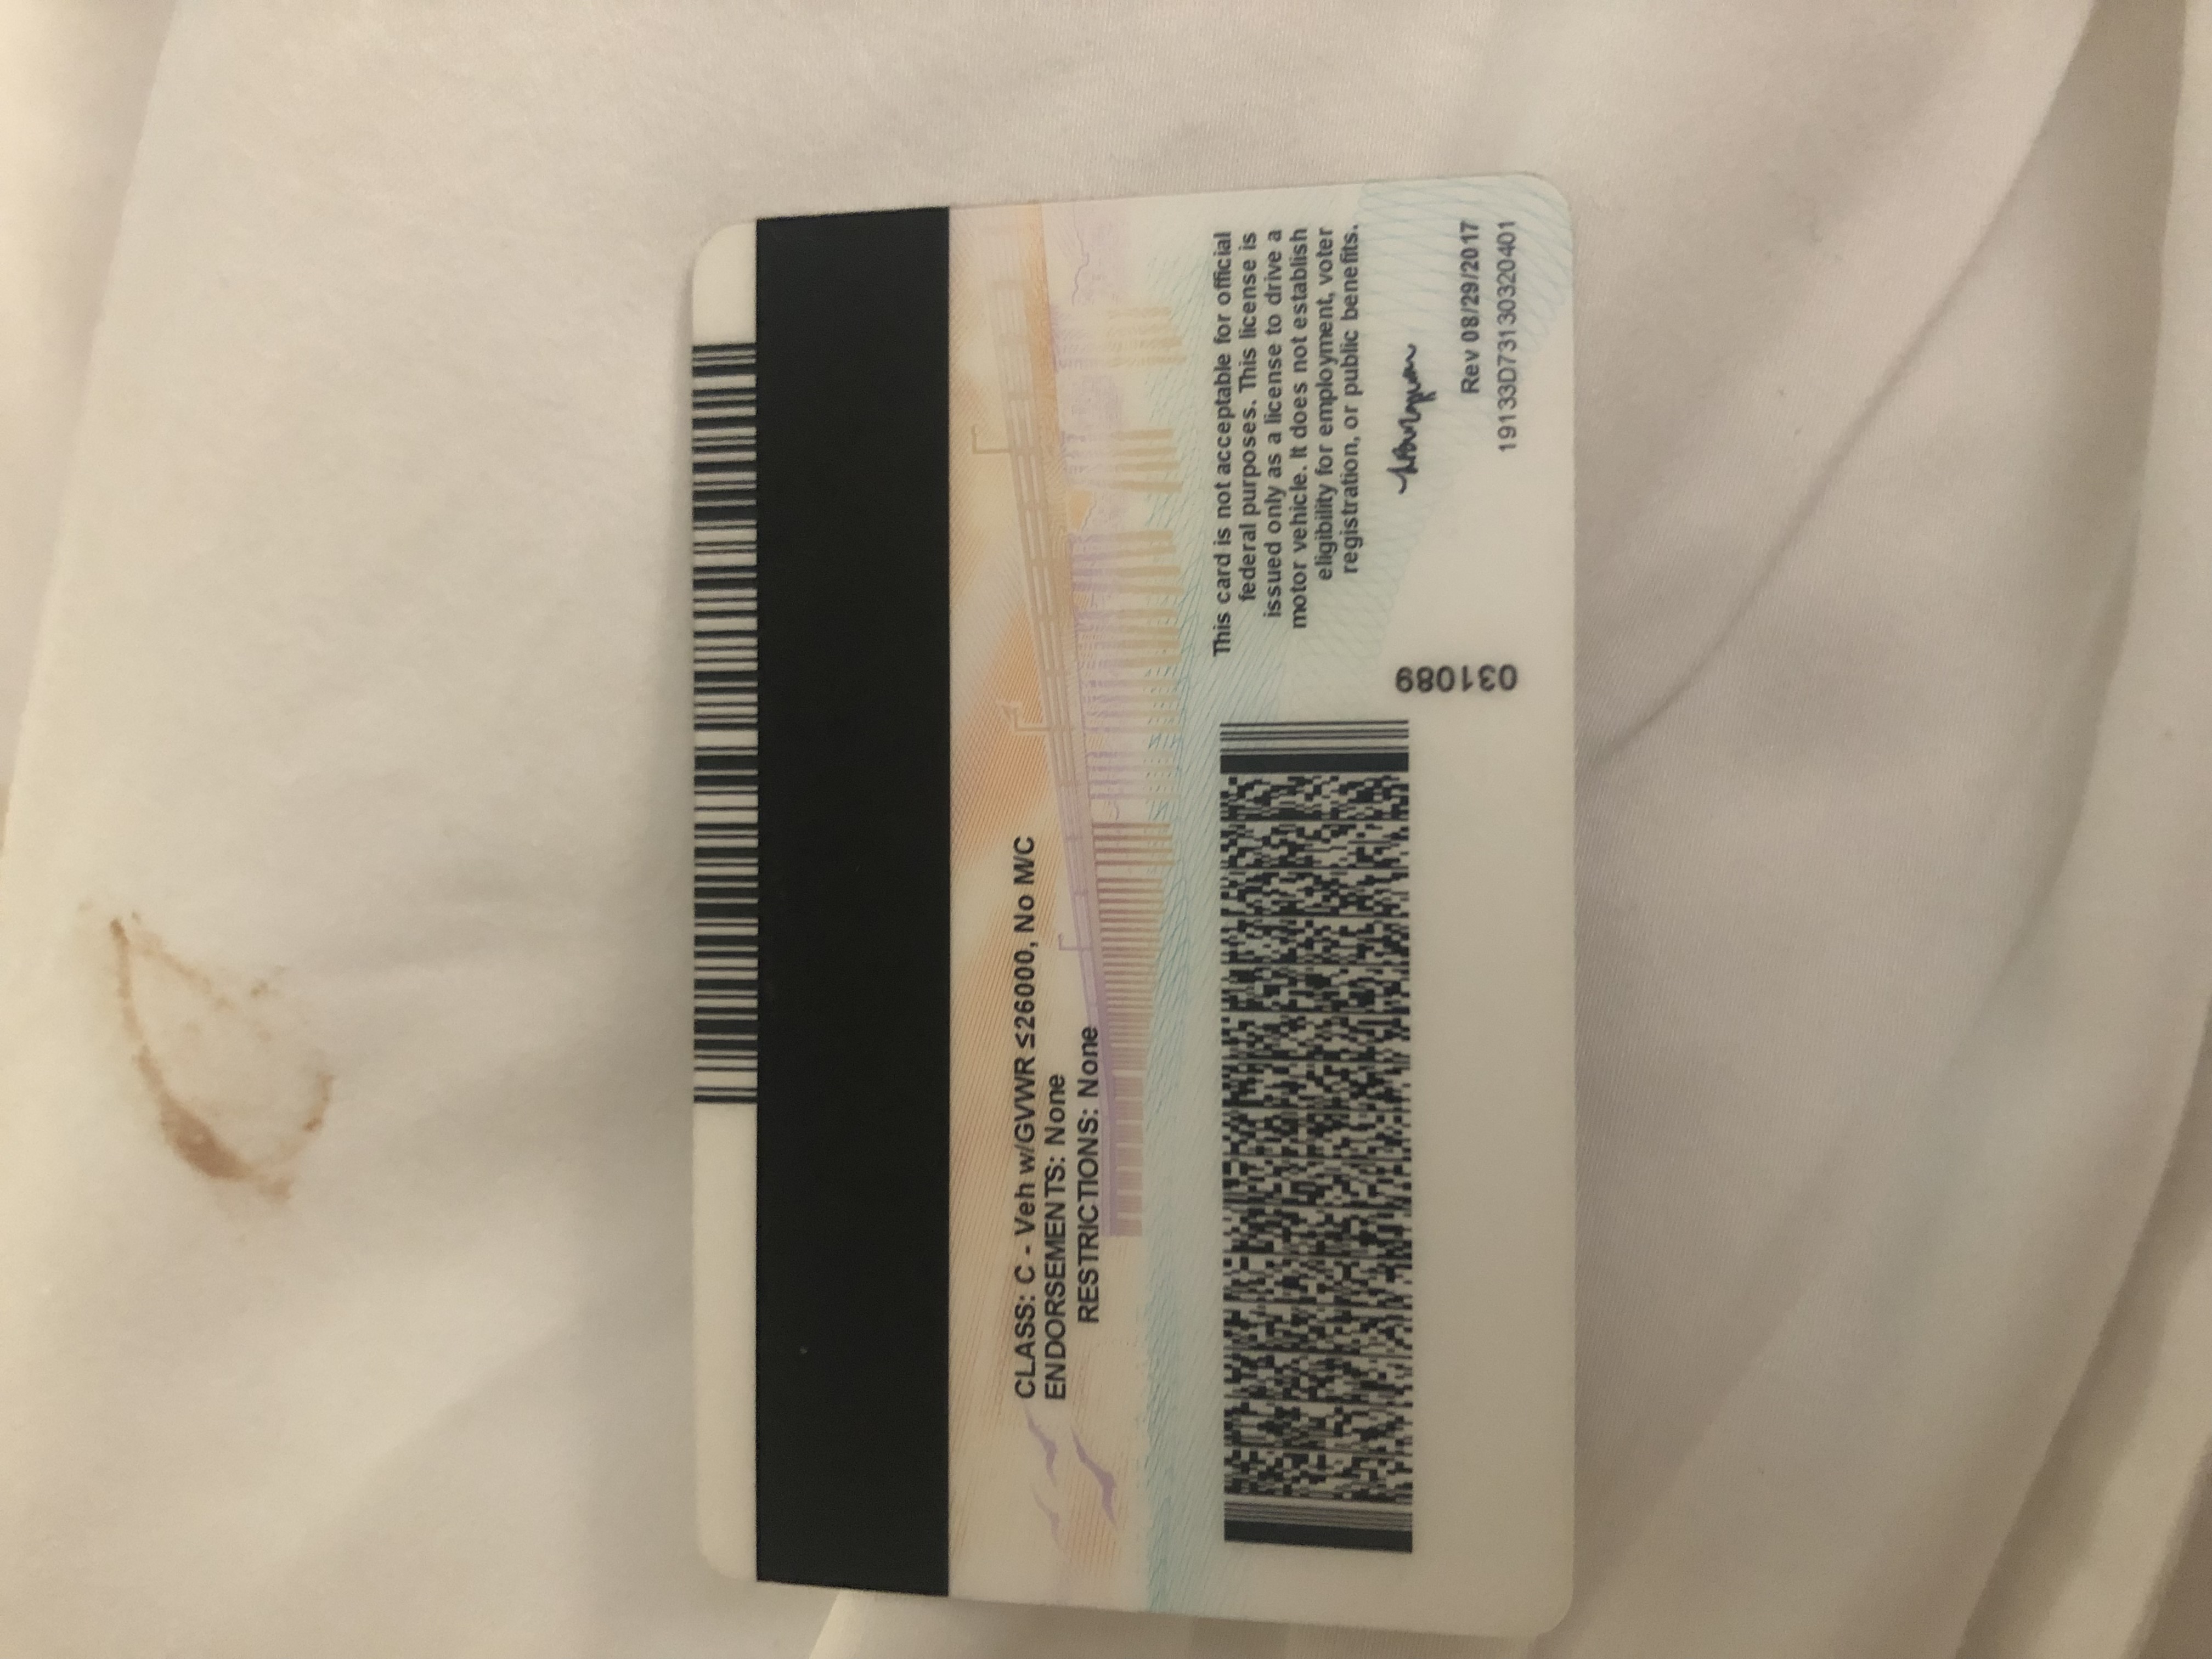 CLASS: C - Veh w/GVWR ≤26000, No M/C
ENDORSEMENTS: None
RESTRICTIONS: None
This card is not acceptable for official
federal purposes. This license is
issued only as a license to drive a
motor vehicle. It does not establish
eligibility for employment, voter
registration, or public benefits.
031089
Rev 08/29/2017
19133D73130320401